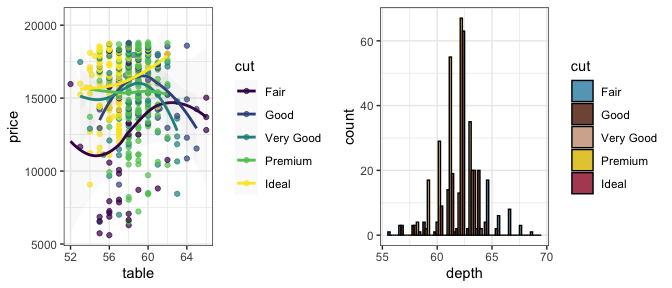 20000
15000
10000
5000
price
52
56
60
64
table
cut
Fair
Good
Very Good
Premium
Ideal
60
40
20
0
count
55
60
65
70
depth
cut
Fair
Good
Very Good
Premium
Ideal